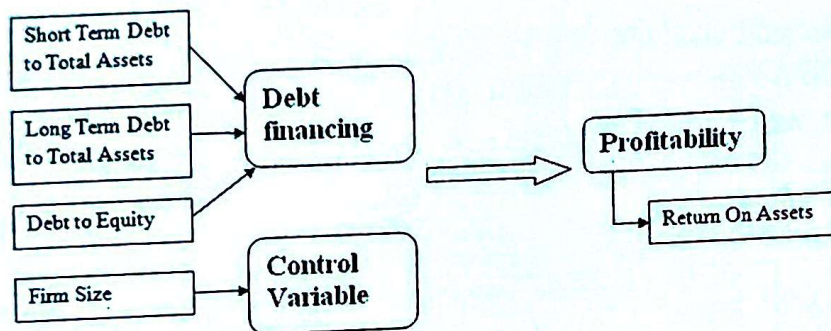 Short Term Debt
to Total Assets
Long Term Debt
to Total Assets
Debt to Equity
Firm Size
Debt
financing
Control
Variable
Profitability
Return On Assets